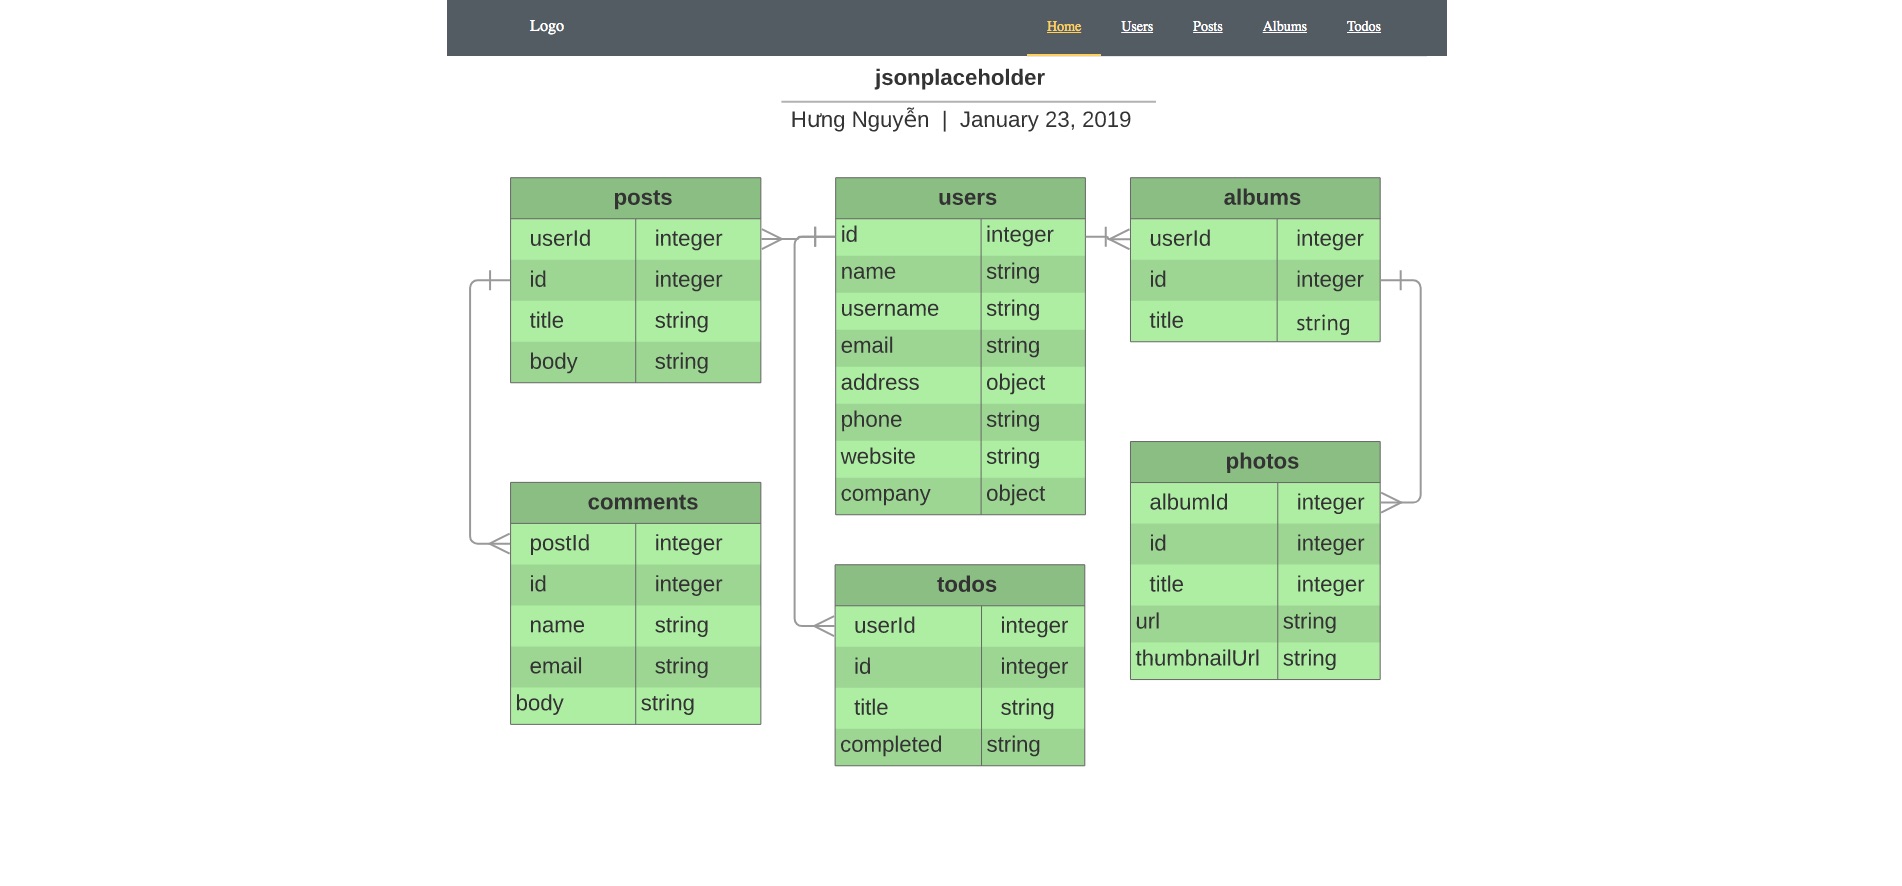 Logo Home Users Posts Albums Todos
jsonplaceholder
Hưng Nguyễn | January 23, 2019
posts
userId integer
id integer
title string
body string
users
id integer
name string
username string
email string
address object
phone string
website string
company object
albums
userId integer
id integer
title string
comments
postId integer
id integer
name string
email string
body string
todos
userId integer
id integer
title string
completed string
photos
albumId integer
id integer
title integer
url string
thumbnailUrl string